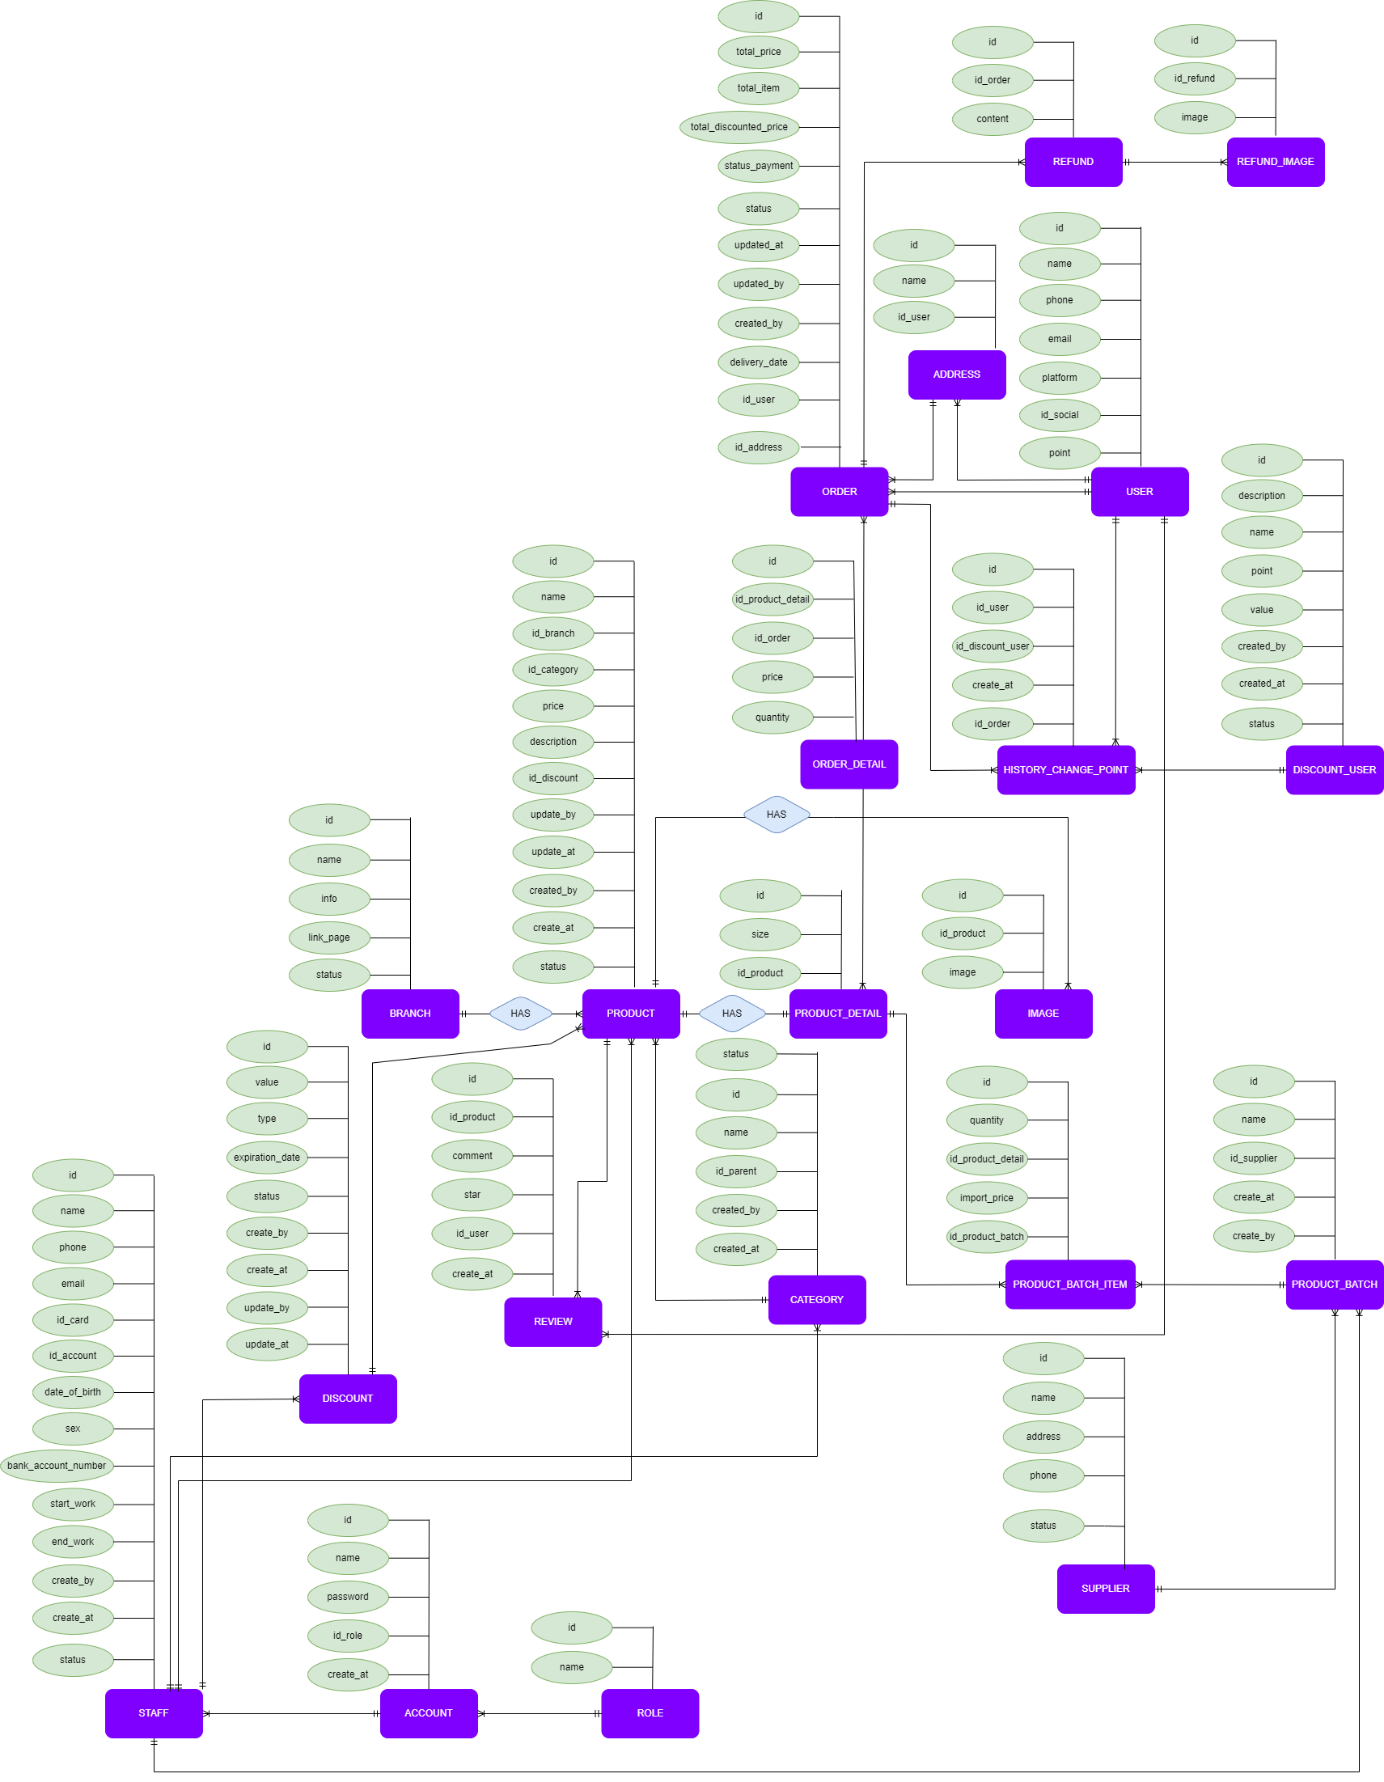 id
total_price
total_item
total_discounted_price
status_payment
status
updated_at
updated_by
created_by
delivery_date
id_user
id_address
ORDER
id
id_order
content
REFUND
id
id_refund
image
REFUND_IMAGE
id
name
id_user
ADDRESS
id
name
phone
email
platform
id_social
point
USER
id
description
name
point
value
created_by
created_at
status
DISCOUNT_USER
id
id_user
id_discount_user
create_at
id_order
HISTORY_CHANGE_POINT
id
id_product_detail
id_order
price
quantity
ORDER_DETAIL
id
name
id_branch
id_category
price
description
id_discount
update_by
update_at
created_by
create_at
status
PRODUCT
HAS
id
name
info
link_page
status
BRANCH
HAS
HAS
id
size
id_product
PRODUCT_DETAIL
id
id_product
image
IMAGE
id
value
type
expiration_date
status
create_by
create_at
update_by
update_at
DISCOUNT
id
id_product
comment
star
id_user
create_at
REVIEW
status
id
name
id_parent
created_by
created_at
CATEGORY
id
quantity
id_product_detail
import_price
id_product_batch
PRODUCT_BATCH_ITEM
id
name
id_supplier
create_at
create_by
PRODUCT_BATCH
id
name
address
phone
status
SUPPLIER
id
name
phone
email
id_card
id_account
date_of_birth
sex
bank_account_number
start_work
end_work
create_by
create_at
status
STAFF
id
name
password
id_role
create_at
ACCOUNT
id
name
ROLE